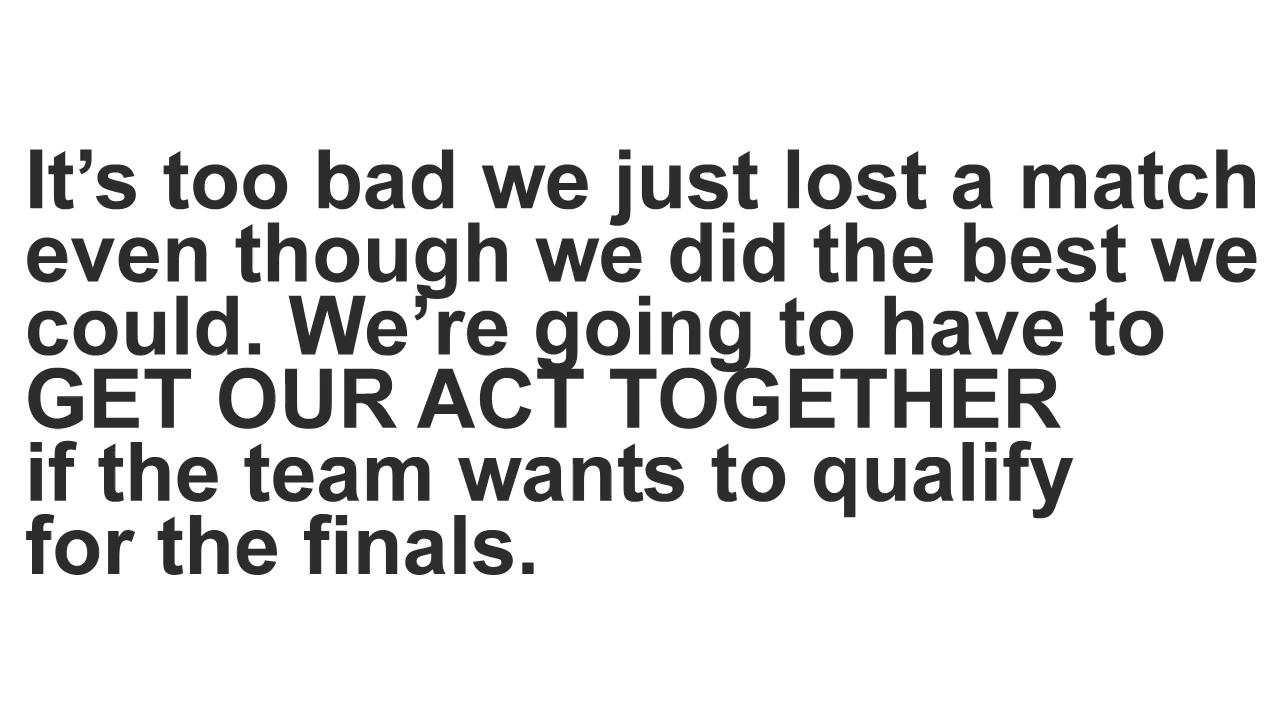 It’s too bad we just lost a match
even though we did the best we
could. We’re going to have to
GET OUR ACT TOGETHER
if the team wants to qualify
for the finals.